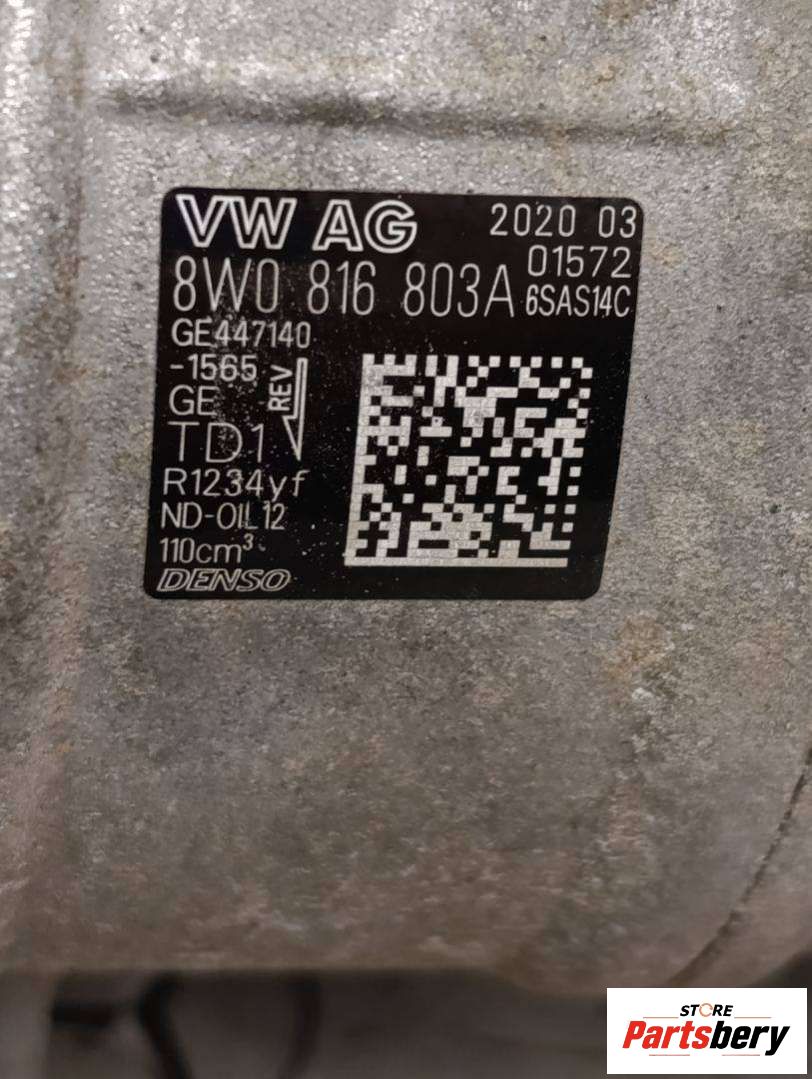 VW AG 2020 03
01572
8W0 816 803A 6SAS14C
GE447140
-1565
GE
REV
TD1
R1234yf
ND-OIL12
110cm³
DENSO
STORE
Partsbery